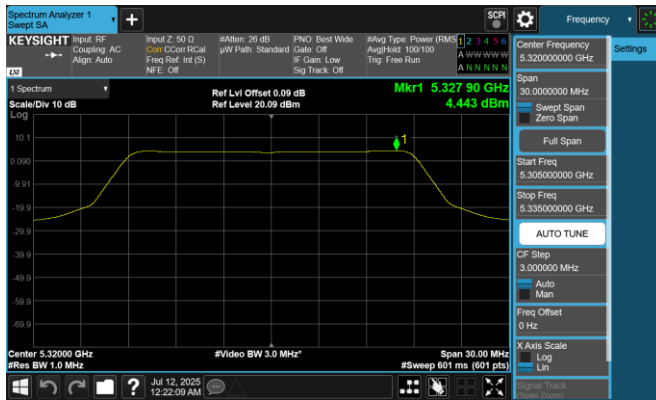 Spectrum Analyzer 1
Swept SA
+
SCPI
Frequency
KEYSIGHT
Input: RF
Coupling: AC
Align: Auto
Input Z: 50 Ω
Corr CCorr RCal
Freq Ref: Int (S)
NFE: Off
#Atten: 26 dB
µW Path: Standard
PNO: Best Wide
Gate: Off
IF Gain: Low
Sig Track: Off
#Avg Type: Power (RMS
Avg|Hold: 100/100
Trig: Free Run
1 2 3 4 5 6
A W W W W W
A N N N N N
LXI
1 Spectrum
Scale/Div 10 dB
Log
Ref Lvl Offset 0.09 dB
Ref Level 20.09 dBm
Mkr1 5.327 90 GHz
4.443 dBm
1
10.1
0.090
-9.91
-19.9
-29.9
-39.9
-49.9
-59.9
-69.9
Center 5.32000 GHz
#Res BW 1.0 MHz
#Video BW 3.0 MHz*
Span 30.00 MHz
#Sweep 601 ms (601 pts)
Jul 12, 2025
12:22:09 AM
?
Center Frequency
5.320000000 GHz
Settings
Span
30.0000000 MHz
Swept Span
Zero Span
Full Span
Start Freq
5.305000000 GHz
Stop Freq
5.335000000 GHz
AUTO TUNE
CF Step
3.000000 MHz
Auto
Man
Freq Offset
0 Hz
X Axis Scale
Log
Lin
Signal Track
(Span Zoom)